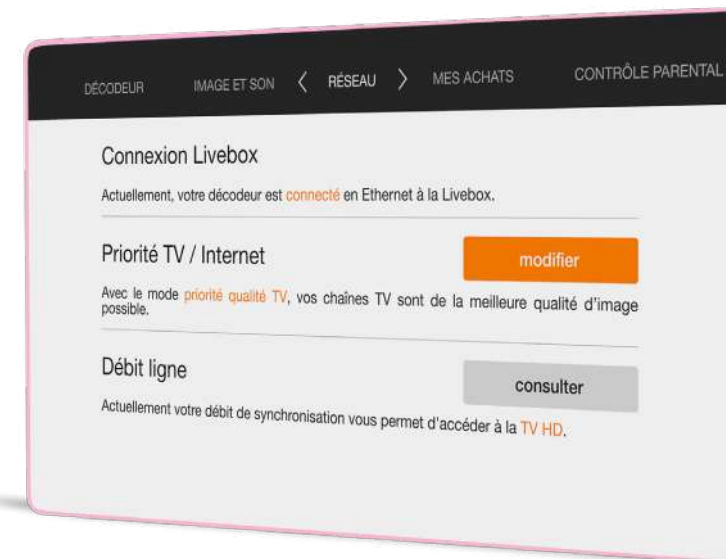 DÉCODEUR IMAGE ET SON < RÉSEAU > MES ACHATS CONTRÔLE PARENTAL
Connexion Livebox
Actuellement, votre décodeur est connecté en Ethernet à la Livebox.
Priorité TV / Internet modifier
Avec le mode priorité qualité TV, vos chaînes TV sont de la meilleure qualité d'image
possible.
Débit ligne consulter
Actuellement votre débit de synchronisation vous permet d'accéder à la TV HD.